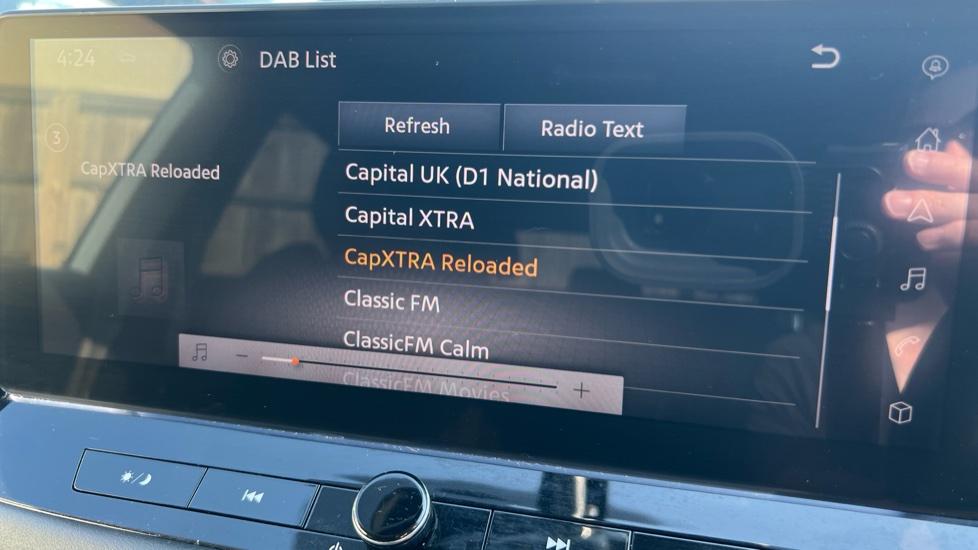 4:24
DAB List
Refresh
Radio Text
3
CapXTRA Reloaded
Capital UK (D1 National)
Capital XTRA
CapXTRA Reloaded
Classic FM
ClassicFM Calm
ClassicFM Movies